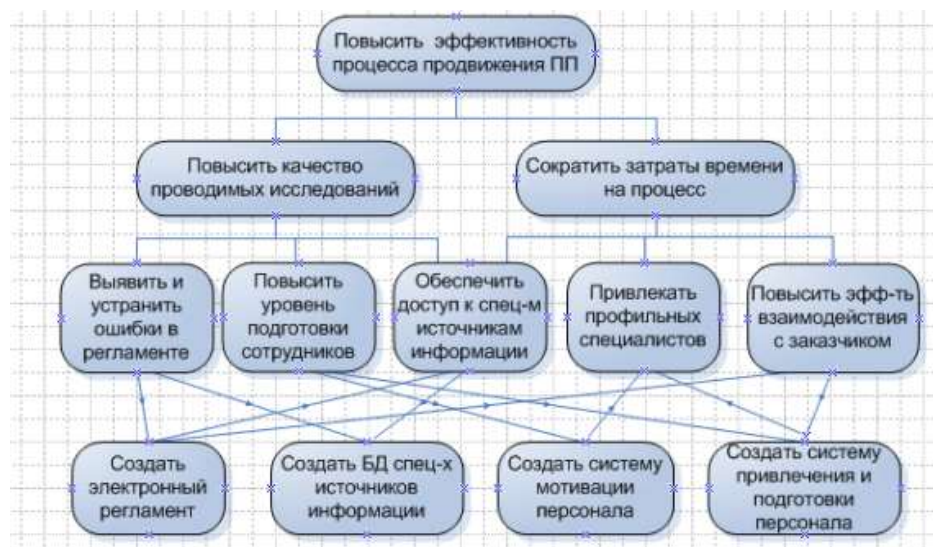 Повысить эффективность
процесса продвижения ПП
Повысить качество
проводимых исследований
Сократить затраты времени
на процесс
Выявить и
устранить
ошибки в
регламенте
Повысить
уровень
подготовки
сотрудников
Обеспечить
доступ к спец-м
источникам
информации
Привлекать
профильных
специалистов
Повысить эфф-ть
взаимодействия
с заказчиком
Создать
электронный
регламент
Создать БД спец-х
источников
информации
Создать систему
мотивации
персонала
Создать систему
привлечения и
подготовки
персонала